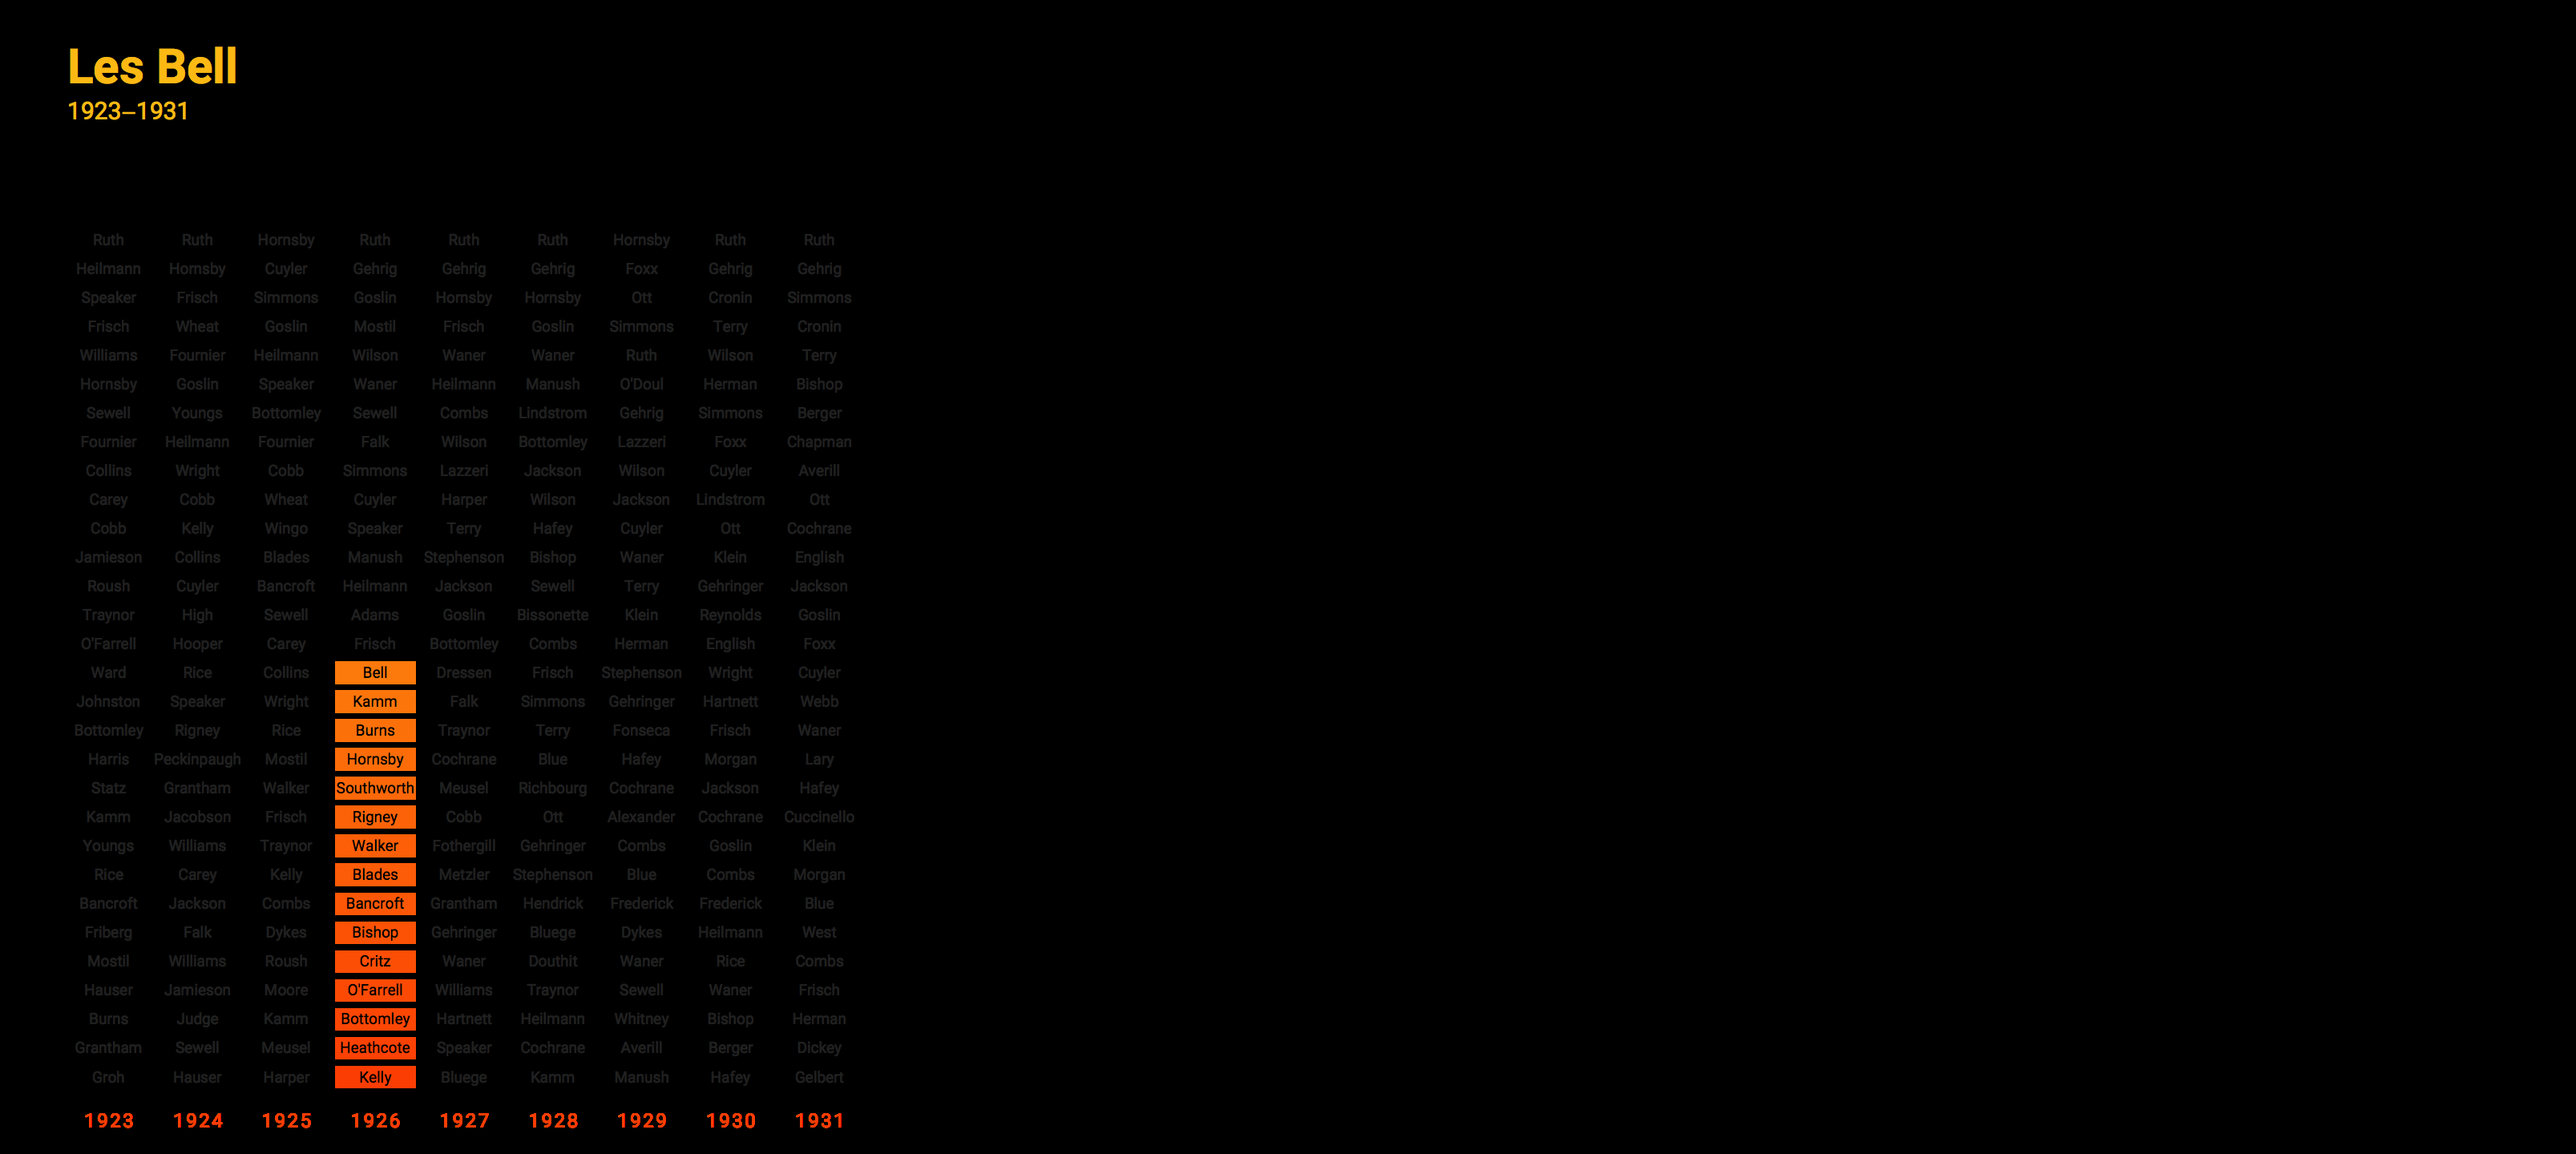 Les Bell
1923–1931
Ruth Ruth Hornsby Ruth Ruth Ruth Hornsby Ruth Ruth
Heilmann Hornsby Cuyler Gehrig Gehrig Gehrig Foxx Gehrig Gehrig
Speaker Frisch Simmons Goslin Hornsby Hornsby Ott Cronin Simmons
Frisch Wheat Goslin Mostil Frisch Goslin Simmons Terry Cronin
Williams Fournier Heilmann Wilson Waner Waner Ruth Wilson Terry
Hornsby Goslin Speaker Waner Heilmann Manush O'Doul Herman Bishop
Sewell Youngs Bottomley Sewell Combs Lindstrom Gehrig Simmons Berger
Fournier Heilmann Fournier Falk Wilson Bottomley Lazzeri Foxx Chapman
Collins Wright Cobb Simmons Lazzeri Jackson Wilson Cuyler Averill
Carey Cobb Wheat Cuyler Harper Wilson Jackson Lindstrom Ott
Cobb Kelly Wingo Speaker Terry Hafey Cuyler Ott Cochrane
Jamieson Collins Blades Manush Stephenson Bishop Waner Klein English
Roush Cuyler Bancroft Heilmann Jackson Sewell Terry Gehringer Jackson
Traynor High Sewell Adams Goslin Bissonette Klein Reynolds Goslin
O'Farrell Hooper Carey Frisch Bottomley Combs Herman English Foxx
Ward Rice Collins Bell Dressen Frisch Stephenson Wright Cuyler
Johnston Speaker Wright Kamm Falk Simmons Gehringer Hartnett Webb
Bottomley Rigney Rice Burns Traynor Terry Fonseca Frisch Waner
Harris Peckinpaugh Mostil Hornsby Cochrane Blue Hafey Morgan Lary
Statz Grantham Walker Southworth Meusel Richbourg Cochrane Jackson Hafey
Kamm Jacobson Frisch Rigney Cobb Ott Alexander Cochrane Cuccinello
Youngs Williams Traynor Walker Fothergill Gehringer Combs Goslin Klein
Rice Carey Kelly Blades Metzler Stephenson Blue Combs Morgan
Bancroft Jackson Combs Bancroft Grantham Hendrick Frederick Frederick Blue
Friberg Falk Dykes Bishop Gehringer Bluege Dykes Heilmann West
Mostil Williams Roush Critz Waner Douthit Waner Rice Combs
Hauser Jamieson Moore O'Farrell Williams Traynor Sewell Waner Frisch
Burns Judge Kamm Bottomley Hartnett Heilmann Whitney Bishop Herman
Grantham Sewell Meusel Heathcote Speaker Cochrane Averill Berger Dickey
Groh Hauser Harper Kelly Bluege Kamm Manush Hafey Gelbert
1923 1924 1925 1926 1927 1928 1929 1930 1931